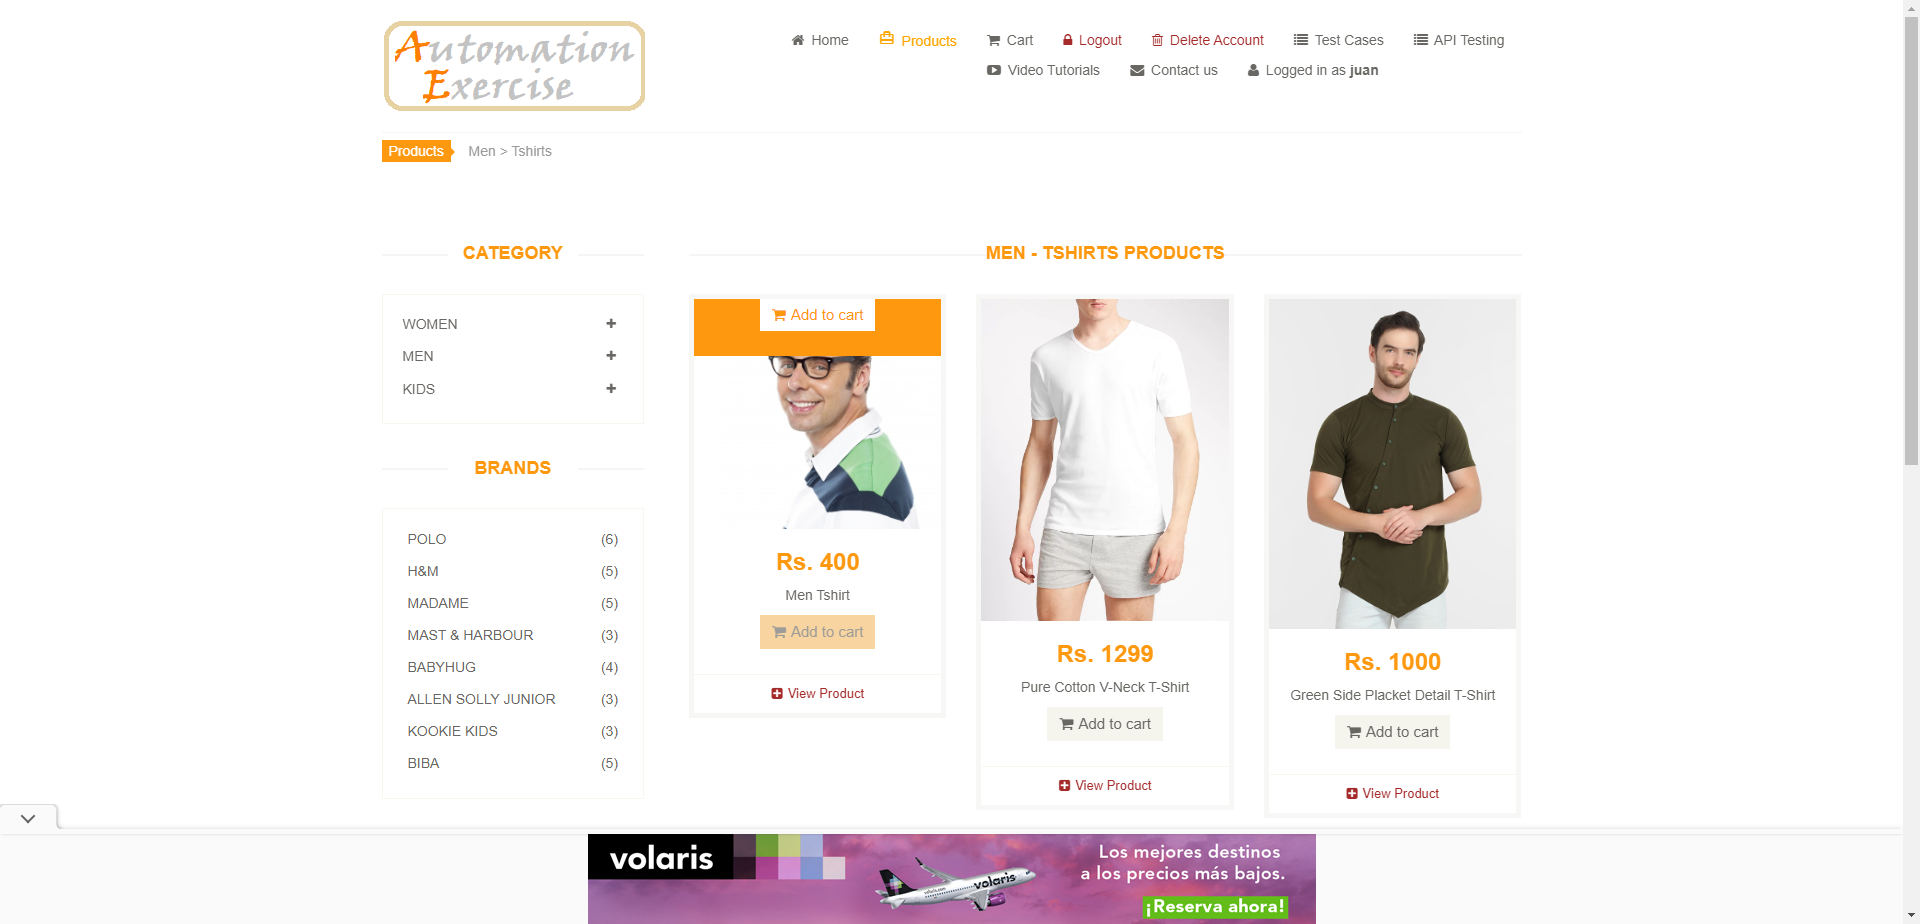 Automation
Exercise
Home
Products
Cart
Logout
Delete Account
Test Cases
API Testing
Video Tutorials
Contact us
Logged in as juan
Products
Men > Tshirts
CATEGORY
WOMEN
MEN
KIDS
BRANDS
POLO (6)
H&M (5)
MADAME (5)
MAST & HARBOUR (3)
BABYHUG (4)
ALLEN SOLLY JUNIOR (3)
KOOKIE KIDS (3)
BIBA (5)
MEN - TSHIRTS PRODUCTS
Add to cart
Rs. 400
Men Tshirt
Add to cart
View Product
Rs. 1299
Pure Cotton V-Neck T-Shirt
Add to cart
View Product
Rs. 1000
Green Side Placket Detail T-Shirt
Add to cart
View Product
volaris
volaris
Los mejores destinos
a los precios más bajos.
¡Reserva ahora!